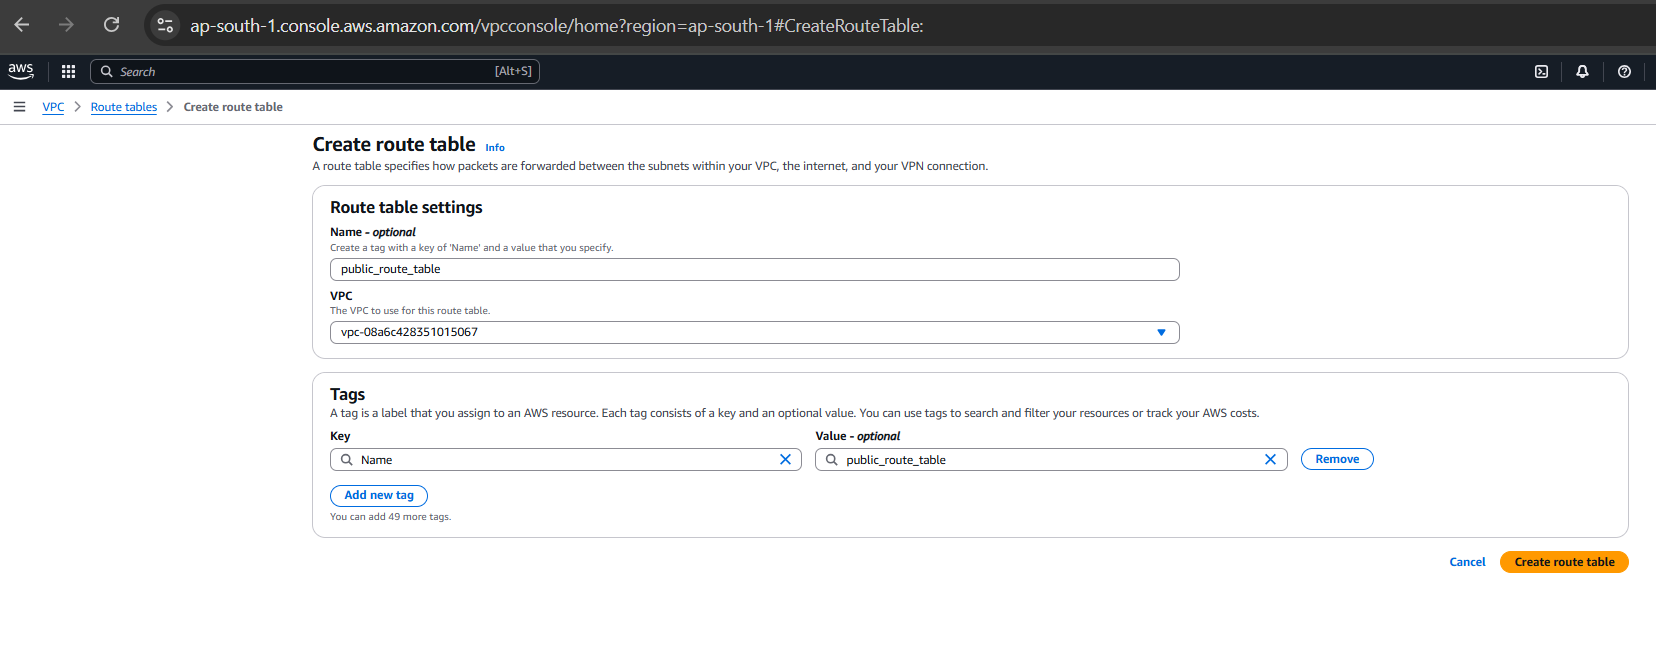 ap-south-1.console.aws.amazon.com/vpcconsole/home?region=ap-south-1#CreateRouteTable:
aws
Search [Alt+S]
VPC > Route tables > Create route table
Create route table Info
A route table specifies how packets are forwarded between the subnets within your VPC, the internet, and your VPN connection.
Route table settings
Name - optional
Create a tag with a key of 'Name' and a value that you specify.
public_route_table
VPC
The VPC to use for this route table.
vpc-08a6c428351015067
Tags
A tag is a label that you assign to an AWS resource. Each tag consists of a key and an optional value. You can use tags to search and filter your resources or track your AWS costs.
Key Value - optional
Name public_route_table Remove
Add new tag
You can add 49 more tags.
Cancel Create route table